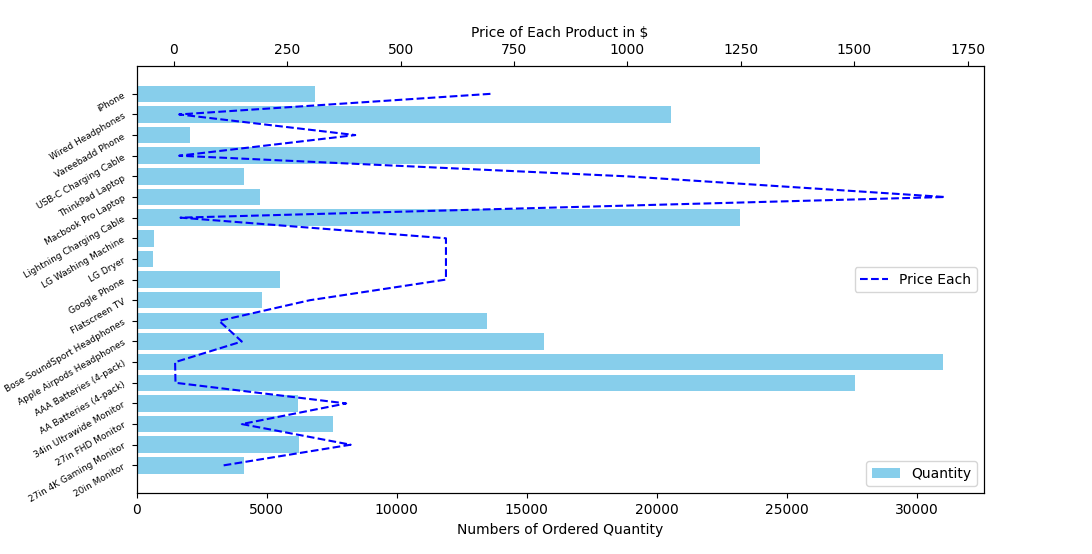 Price of Each Product in $
0 250 500 750 1000 1250 1500 1750
iPhone
Wired Headphones
Vareebadd Phone
USB-C Charging Cable
ThinkPad Laptop
Macbook Pro Laptop
Lightning Charging Cable
LG Washing Machine
LG Dryer
Google Phone
Flatscreen TV
Bose SoundSport Headphones
Apple Airpods Headphones
AAA Batteries (4-pack)
AA Batteries (4-pack)
34in Ultrawide Monitor
27in FHD Monitor
27in 4K Gaming Monitor
20in Monitor
Price Each
Quantity
0 5000 10000 15000 20000 25000 30000
Numbers of Ordered Quantity